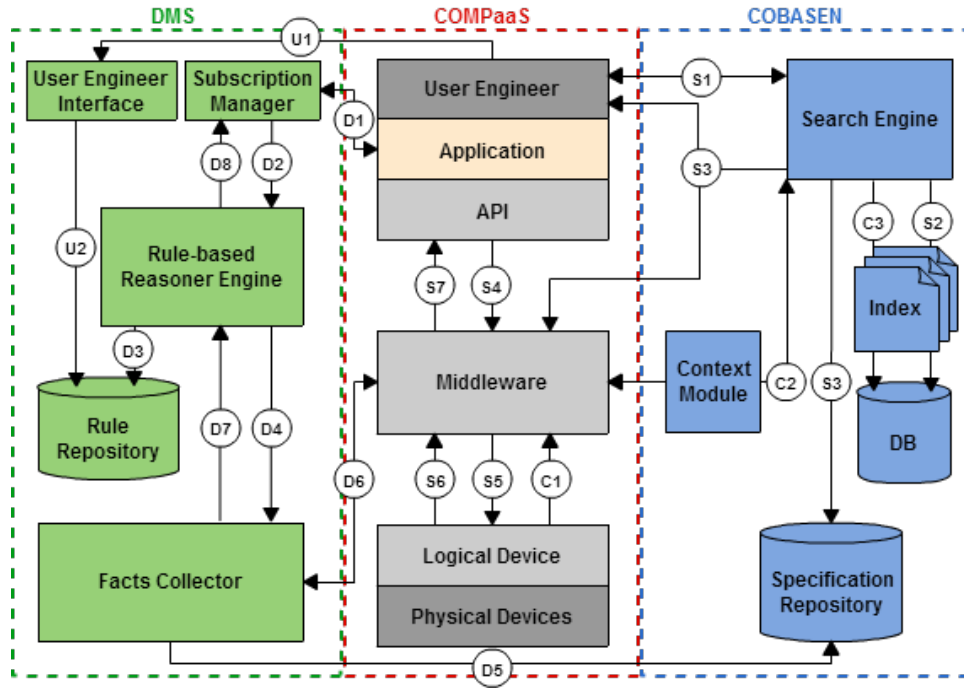 DMS
COMPaaS
COBASEN
U1
User Engineer
Interface
Subscription
Manager
User Engineer
S1
Search Engine
D1
Application
D8
D2
S3
API
C3
S2
U2
Rule-based
Reasoner Engine
S7
S4
Index
D3
Middleware
Context
Module
C2
S3
Rule
Repository
D7
D4
DB
D6
S6
S5
C1
Logical Device
Facts Collector
Specification
Repository
Physical Devices
D5